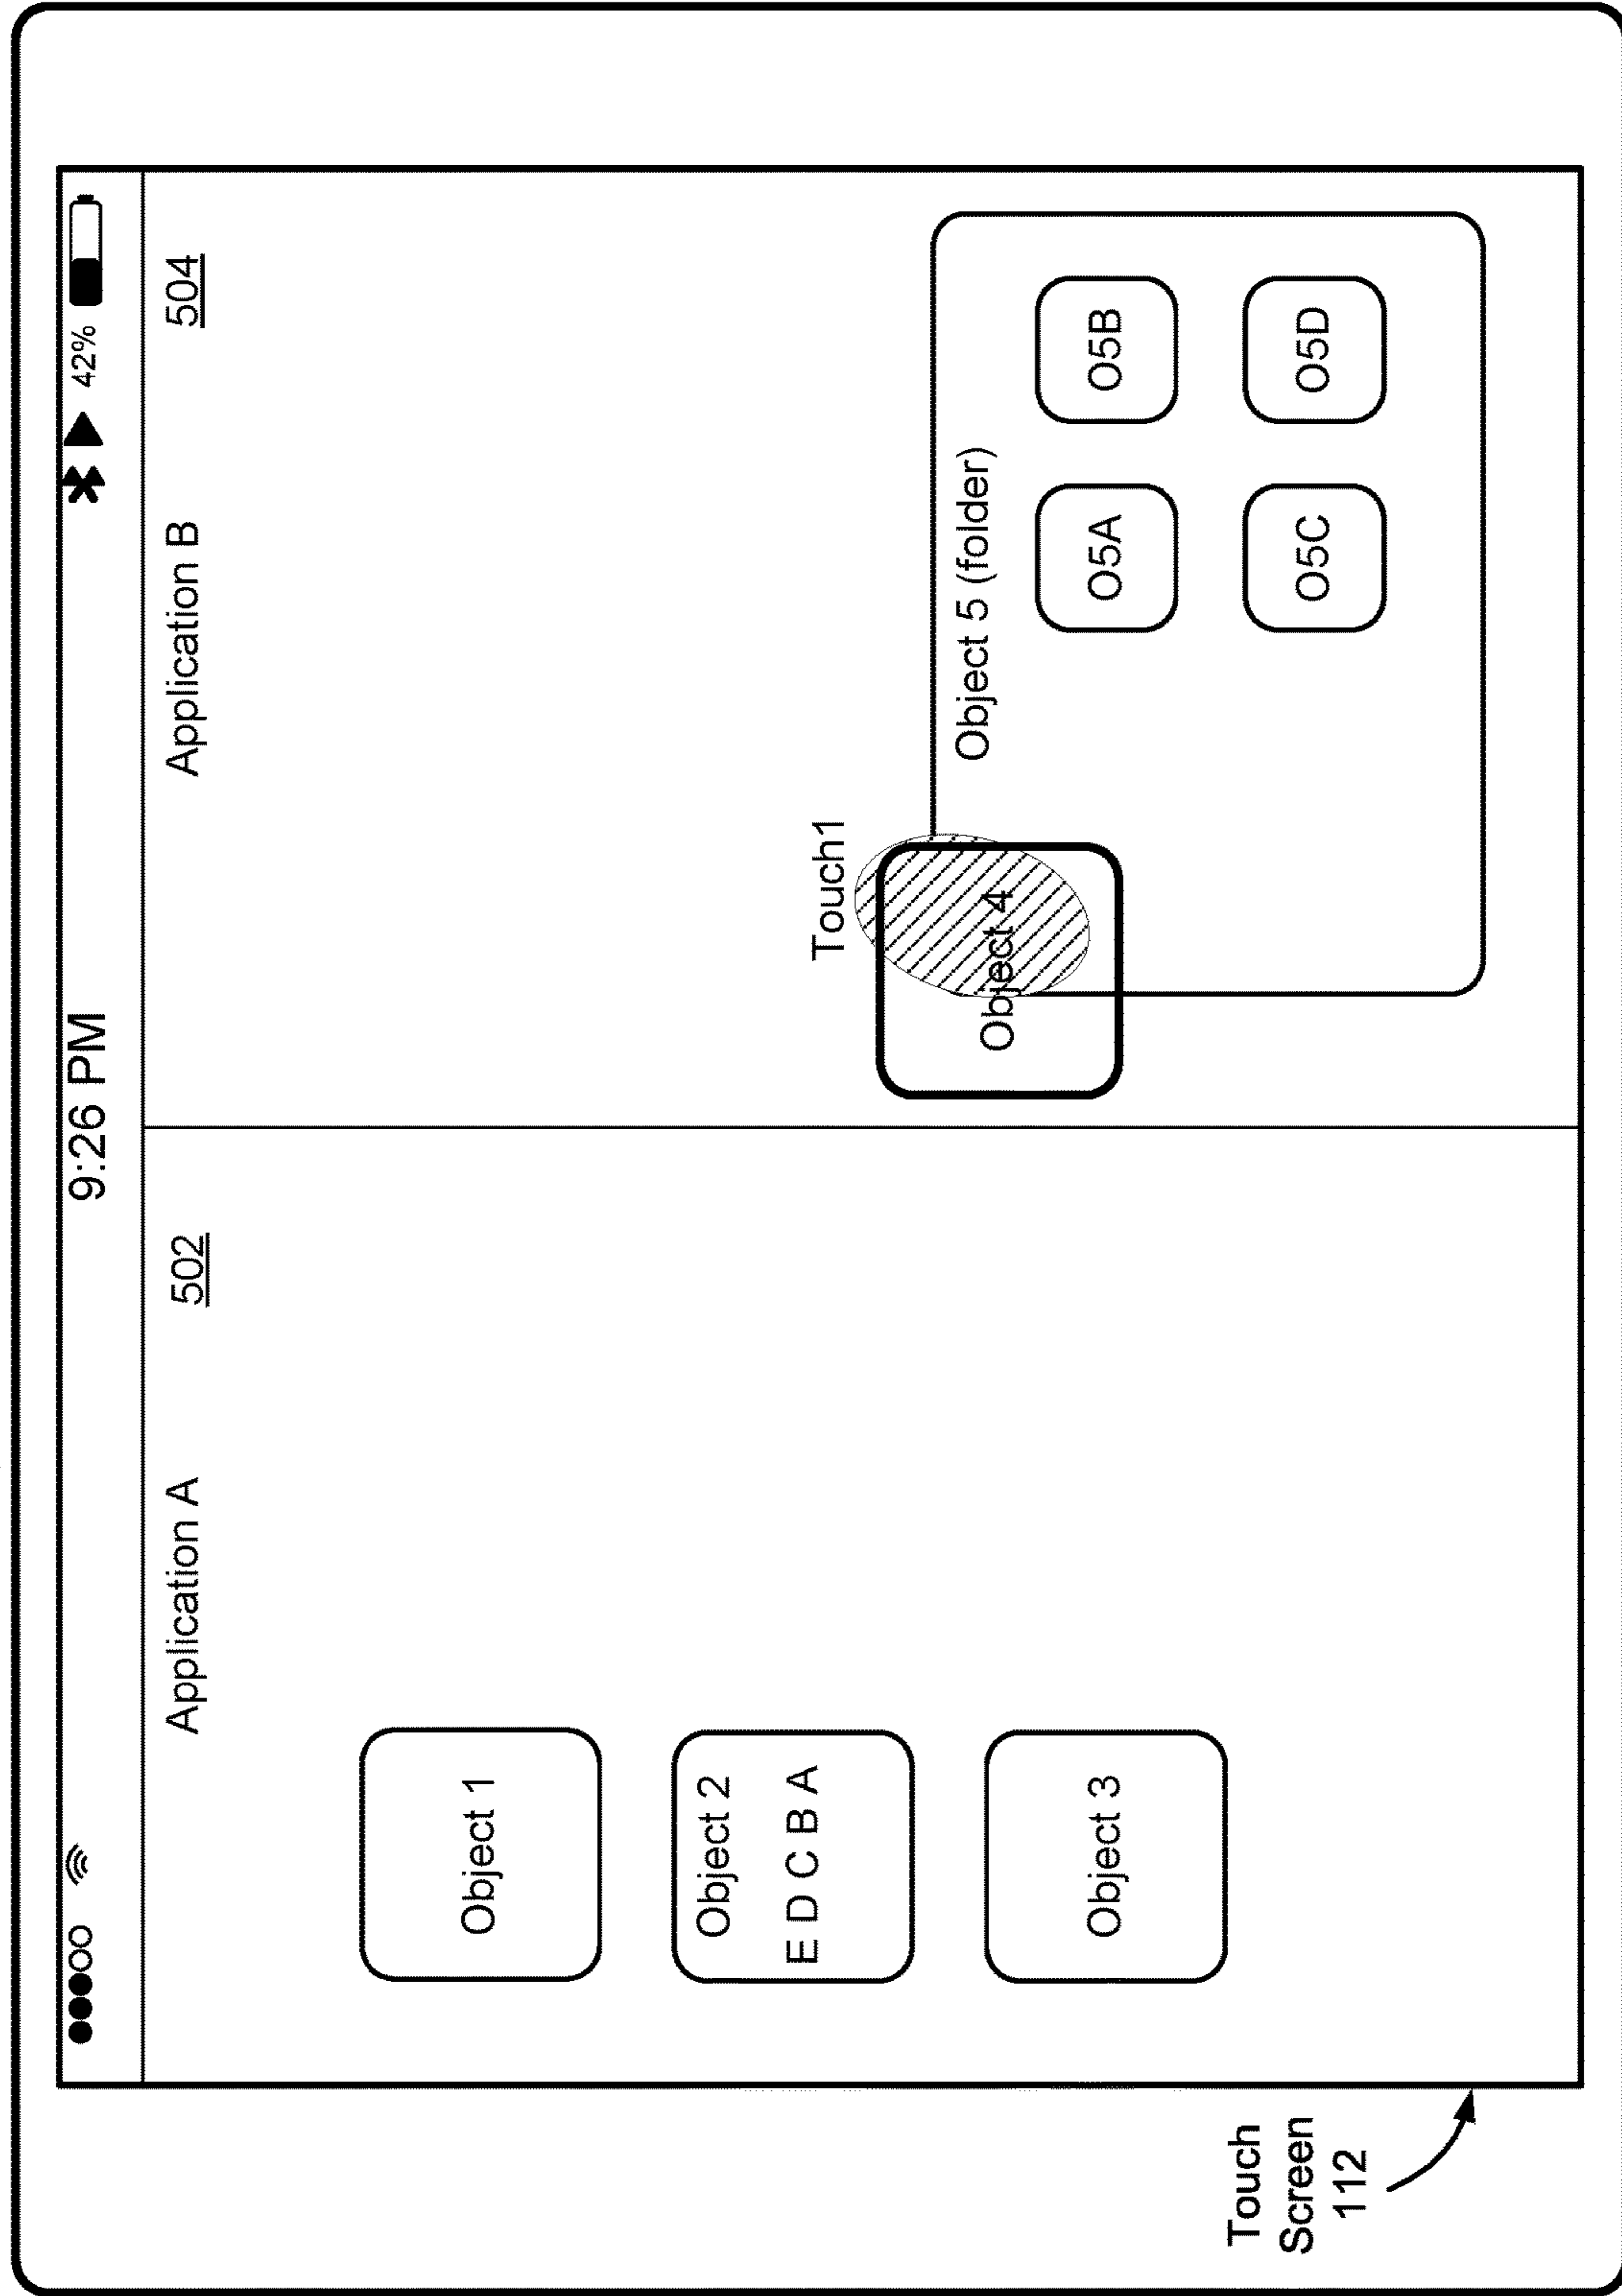 9:26 PM
42%
Application A
502
Application B
504
Object 1
Object 2
E D C B A
Object 3
Touch1
Object 4
Object 5 (folder)
O5A
O5B
O5C
O5D
Touch
Screen
112